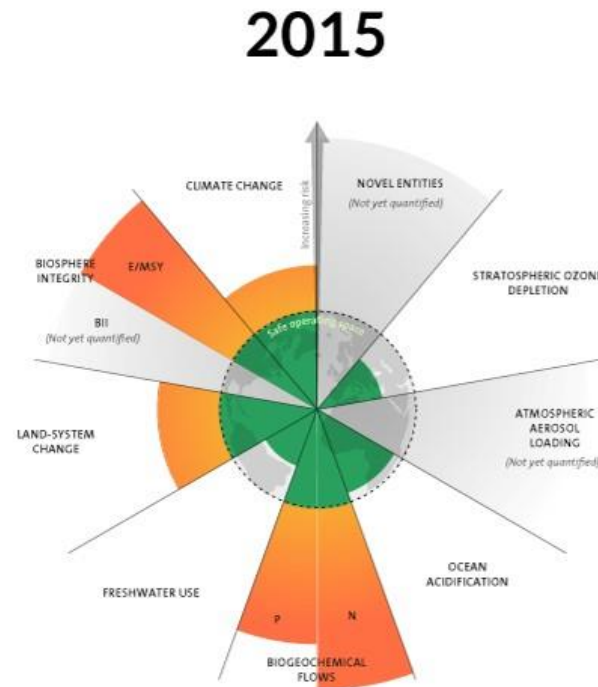 2015
CLIMATE CHANGE
Increasing risk
NOVEL ENTITIES
(Not yet quantified)
STRATOSPHERIC OZONE
DEPLETION
BIOSPHERE
INTEGRITY
E/MSY
BII
(Not yet quantified)
Safe operating space
ATMOSPHERIC
AEROSOL
LOADING
(Not yet quantified)
LAND-SYSTEM
CHANGE
OCEAN
ACIDIFICATION
FRESHWATER USE
P
N
BIOGEOCHEMICAL
FLOWS